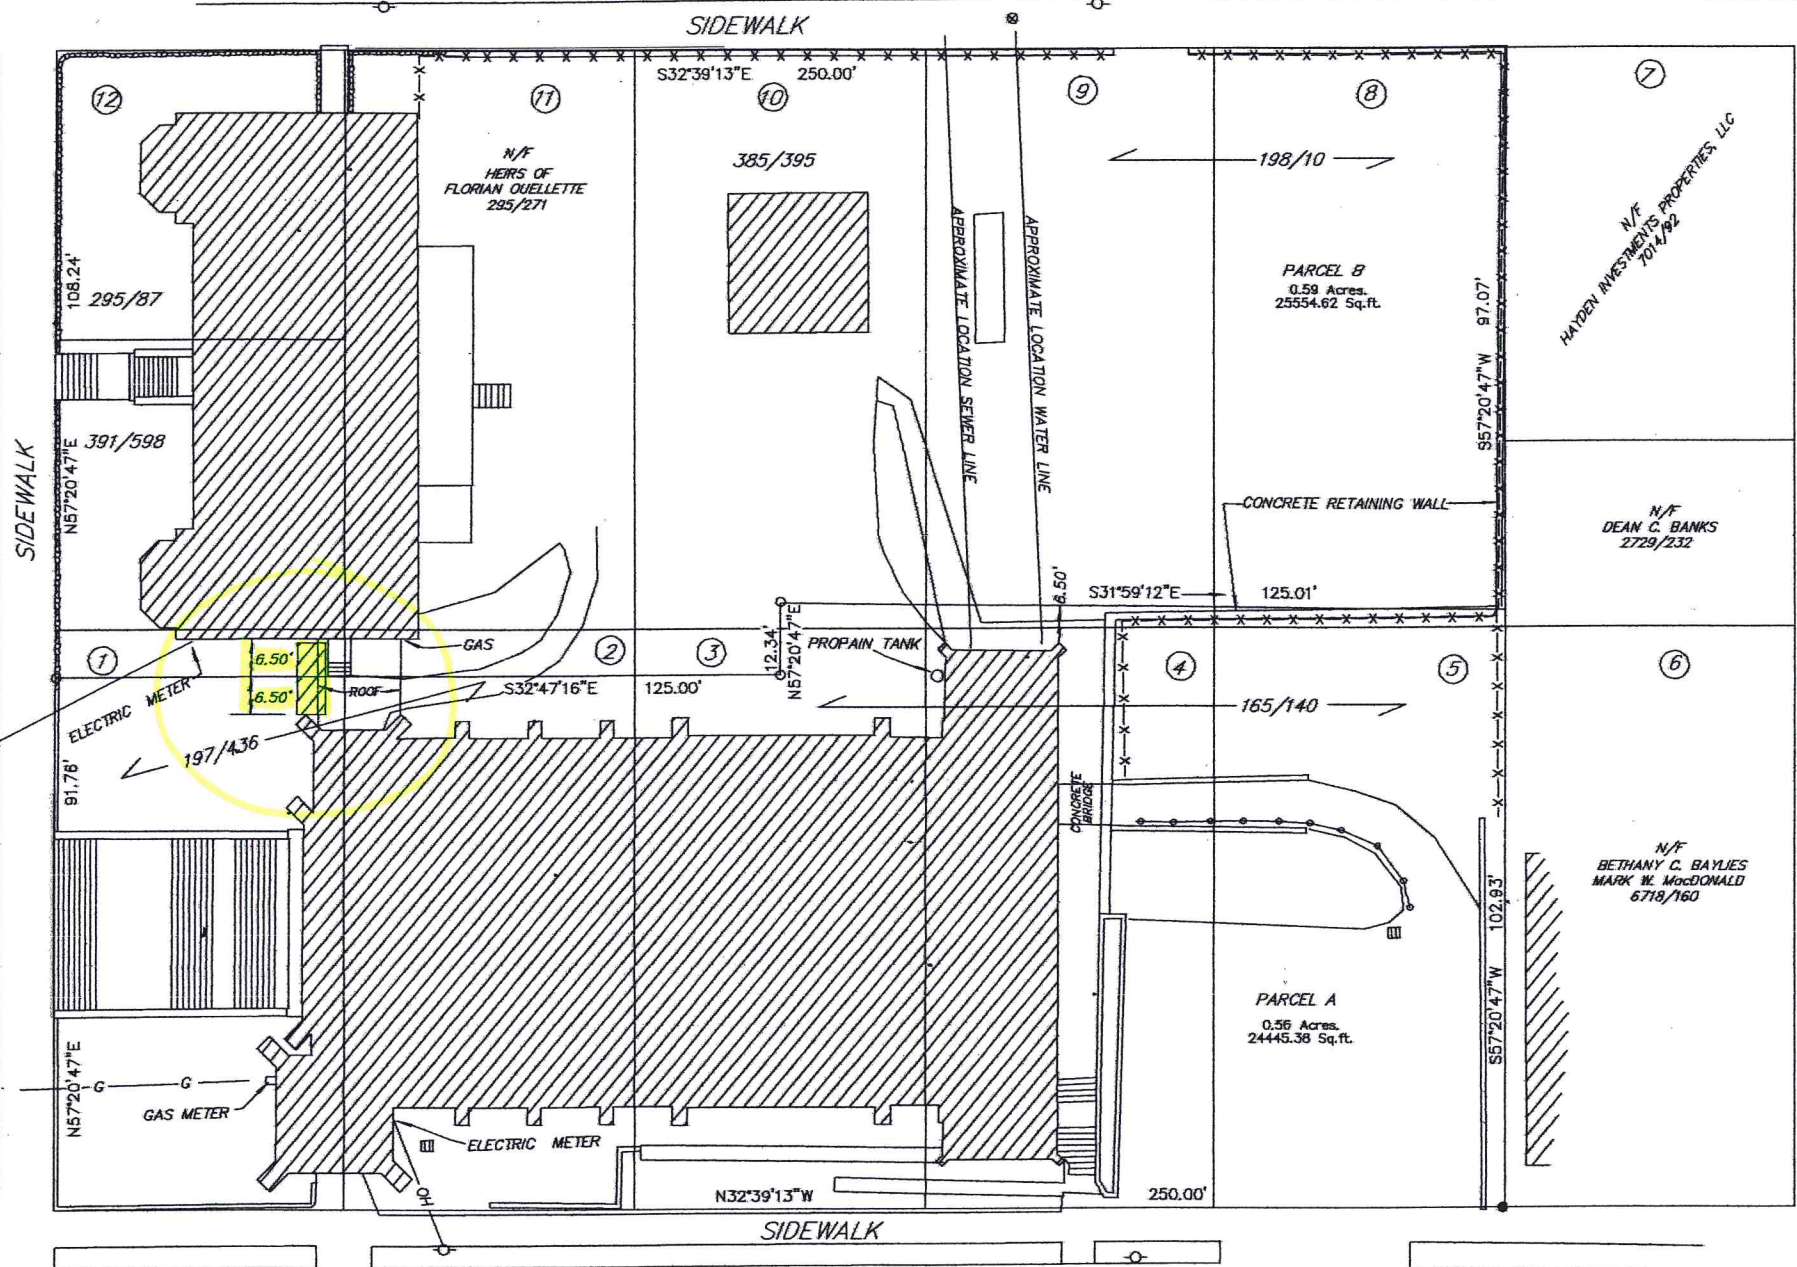 SIDEWALK
S32°39'13"E 250.00'
12
11
10
9
8
7
N/F
HEIRS OF
FLORIAN OUELLETTE
295/271
385/395
198/10
N/F
HAYDEN INVESTMENTS PROPERTIES, LLC
7014/92
108.24'
295/87
APPROXIMATE LOCATION SEWER LINE
APPROXIMATE LOCATION WATER LINE
PARCEL B
0.59 Acres.
25554.62 Sq.ft.
S57°20'47"W 97.07'
SIDEWALK
N57°20'47"E
391/598
CONCRETE RETAINING WALL
N/F
DEAN C. BANKS
2729/232
S31°59'12"E 125.01'
6.50'
12.34'
N57°20'47"E
1
GAS
2
3
PROPAIN TANK
4
5
6
6.50'
6.50'
ROOF
S32°47'16"E 125.00'
ELECTRIC METER
197/436
165/140
91.76'
CONCRETE
BRIDGE
N/F
BETHANY C. BAYLIES
MARK W. MacDONALD
6718/160
S57°20'47"W 102.93'
PARCEL A
0.56 Acres.
24445.38 Sq.ft.
N57°20'47"E
G G
GAS METER
ELECTRIC METER
OH
N32°39'13"W 250.00'
SIDEWALK